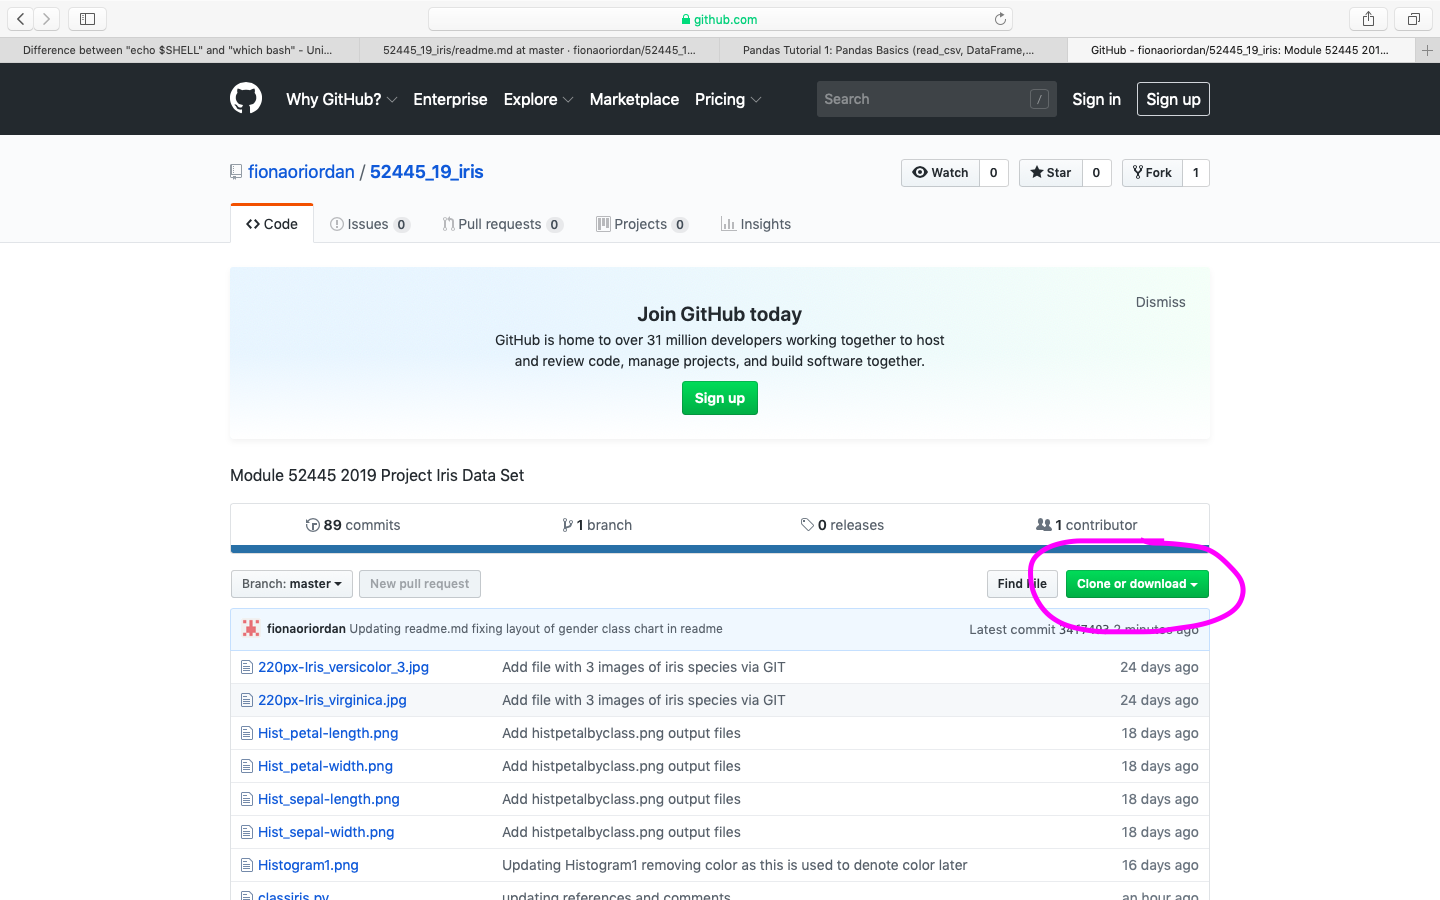 github.com
Difference between "echo $SHELL" and "which bash" - Uni...
52445_19_iris/readme.md at master · fionaoriordan/52445_1...
Pandas Tutorial 1: Pandas Basics (read_csv, DataFrame,...
GitHub - fionaoriordan/52445_19_iris: Module 52445 201...
Why GitHub? Enterprise Explore Marketplace Pricing Search / Sign in Sign up
fionaoriordan / 52445_19_iris
Watch 0 Star 0 Fork 1
Code Issues 0 Pull requests 0 Projects 0 Insights
Dismiss
Join GitHub today
GitHub is home to over 31 million developers working together to host
and review code, manage projects, and build software together.
Sign up
Module 52445 2019 Project Iris Data Set
89 commits 1 branch 0 releases 1 contributor
Branch: master New pull request Find file Clone or download
fionaoriordan Updating readme.md fixing layout of gender class chart in readme Latest commit 3417493 2 minutes ago
220px-Iris_versicolor_3.jpg Add file with 3 images of iris species via GIT 24 days ago
220px-Iris_virginica.jpg Add file with 3 images of iris species via GIT 24 days ago
Hist_petal-length.png Add histpetalbyclass.png output files 18 days ago
Hist_petal-width.png Add histpetalbyclass.png output files 18 days ago
Hist_sepal-length.png Add histpetalbyclass.png output files 18 days ago
Hist_sepal-width.png Add histpetalbyclass.png output files 18 days ago
Histogram1.png Updating Histogram1 removing color as this is used to denote color later 16 days ago
classiris.py updating references and comments an hour ago